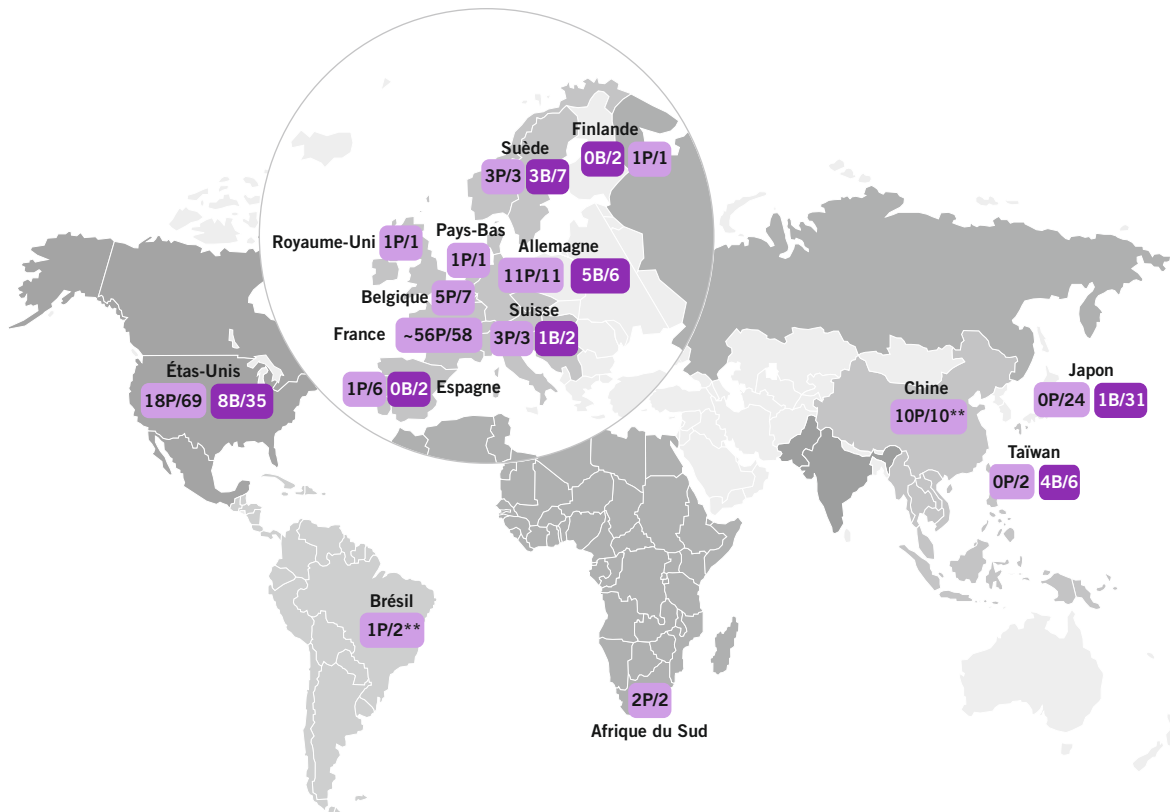 Finlande
0B/2 1P/1
Suède
3P/3 3B/7
Royaume-Uni 1P/1
Pays-Bas
1P/1
Allemagne
11P/11 5B/6
Belgique 5P/7
Suisse
3P/3 1B/2
France ~56P/58
1P/6 0B/2 Espagne
Étas-Unis
18P/69 8B/35
Chine
10P/10**
Japon
0P/24 1B/31
Taïwan
0P/2 4B/6
Brésil
1P/2**
2P/2
Afrique du Sud